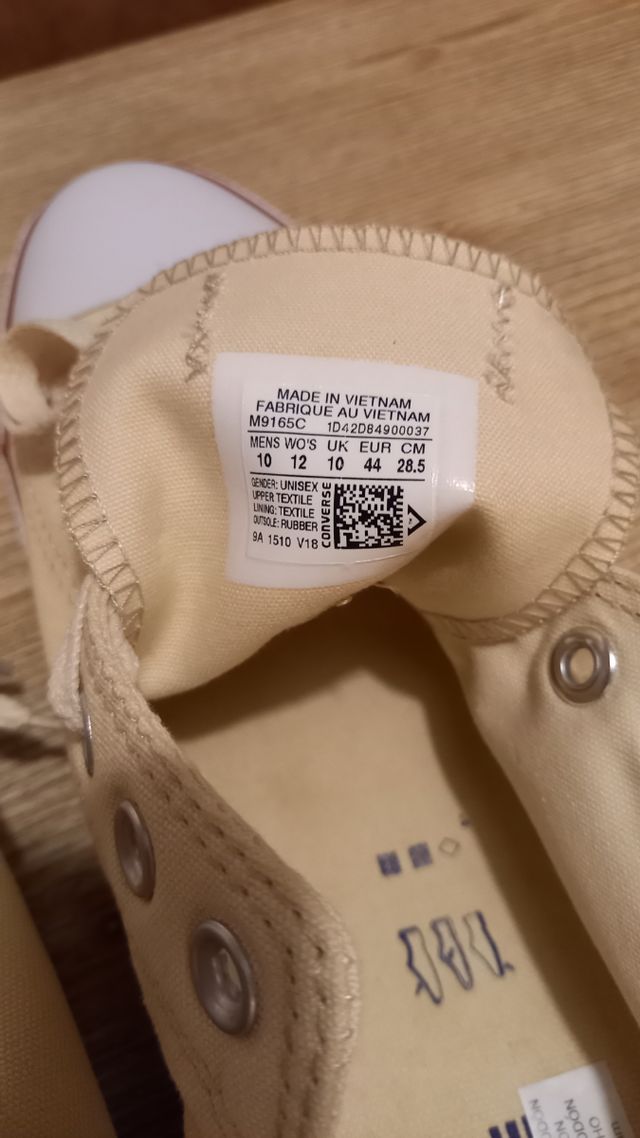 MADE IN VIETNAM
FABRIQUE AU VIETNAM
M9165C 1D42D84900037
MENS WO'S UK EUR CM
10 12 10 44 28.5
GENDER: UNISEX
UPPER TEXTILE
LINING: TEXTILE
OUTSOLE: RUBBER
CONVERSE
9A 1510 V18